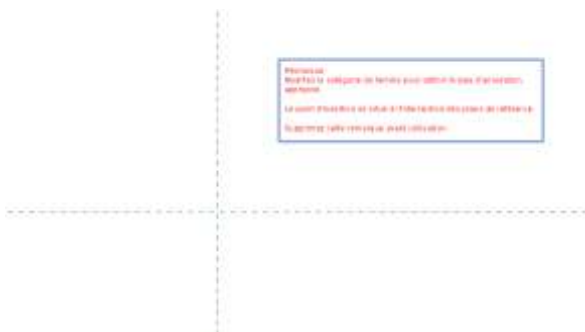 Remarque :
Modifiez la catégorie de famille pour définir le type d'annotation
approprié.
Le point d'insertion se situe à l'intersection des plans de référence.
Supprimez cette remarque avant utilisation.